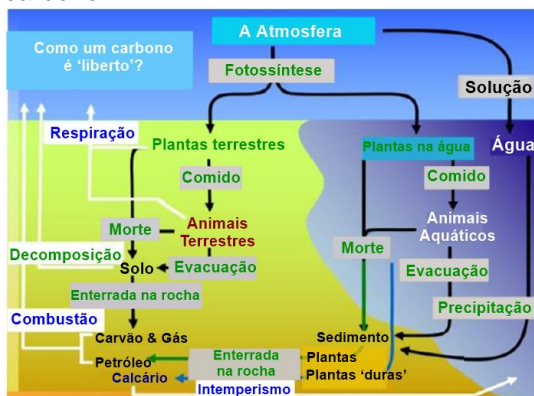 A Atmosfera
Como um carbono
é ‘liberto’?
Fotossíntese
Solução
Respiração
Plantas terrestres
Plantas na água
Água
Comido
Comido
Animais
Terrestres
Animais
Aquáticos
Morte
Morte
Decomposição
Solo
Evacuação
Evacuação
Enterrada na rocha
Precipitação
Combustão
Carvão & Gás
Sedimento
Petróleo
Enterrada
na rocha
Plantas
Calcário
Plantas ‘duras’
Intemperismo